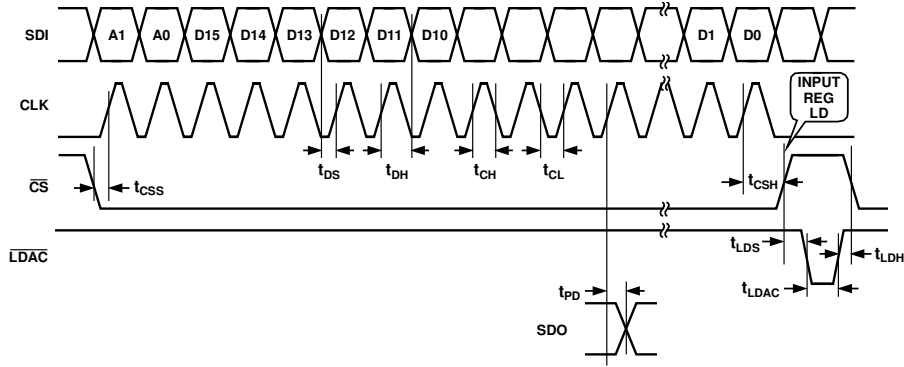 SDI A1 A0 D15 D14 D13 D12 D11 D10 D1 D0
CLK
INPUT
REG
LD
tDS tDH tCH tCL
tCSS tCSH
CS
LDAC
tLDS tLDH
tLDAC
tPD
SDO